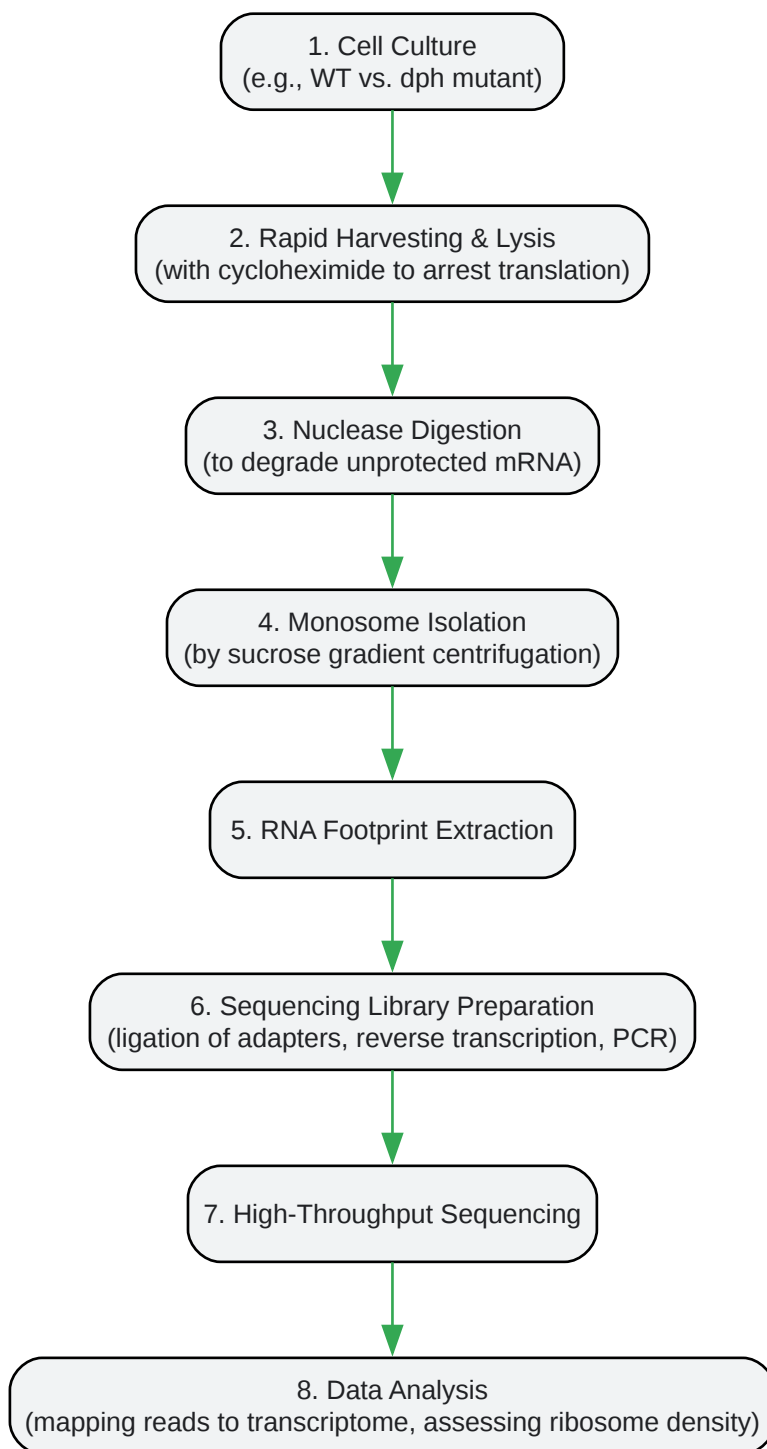 1. Cell Culture
(e.g., WT vs. dph mutant)
2. Rapid Harvesting & Lysis
(with cycloheximide to arrest translation)
3. Nuclease Digestion
(to degrade unprotected mRNA)
4. Monosome Isolation
(by sucrose gradient centrifugation)
5. RNA Footprint Extraction
6. Sequencing Library Preparation
(ligation of adapters, reverse transcription, PCR)
7. High-Throughput Sequencing
8. Data Analysis
(mapping reads to transcriptome, assessing ribosome density)